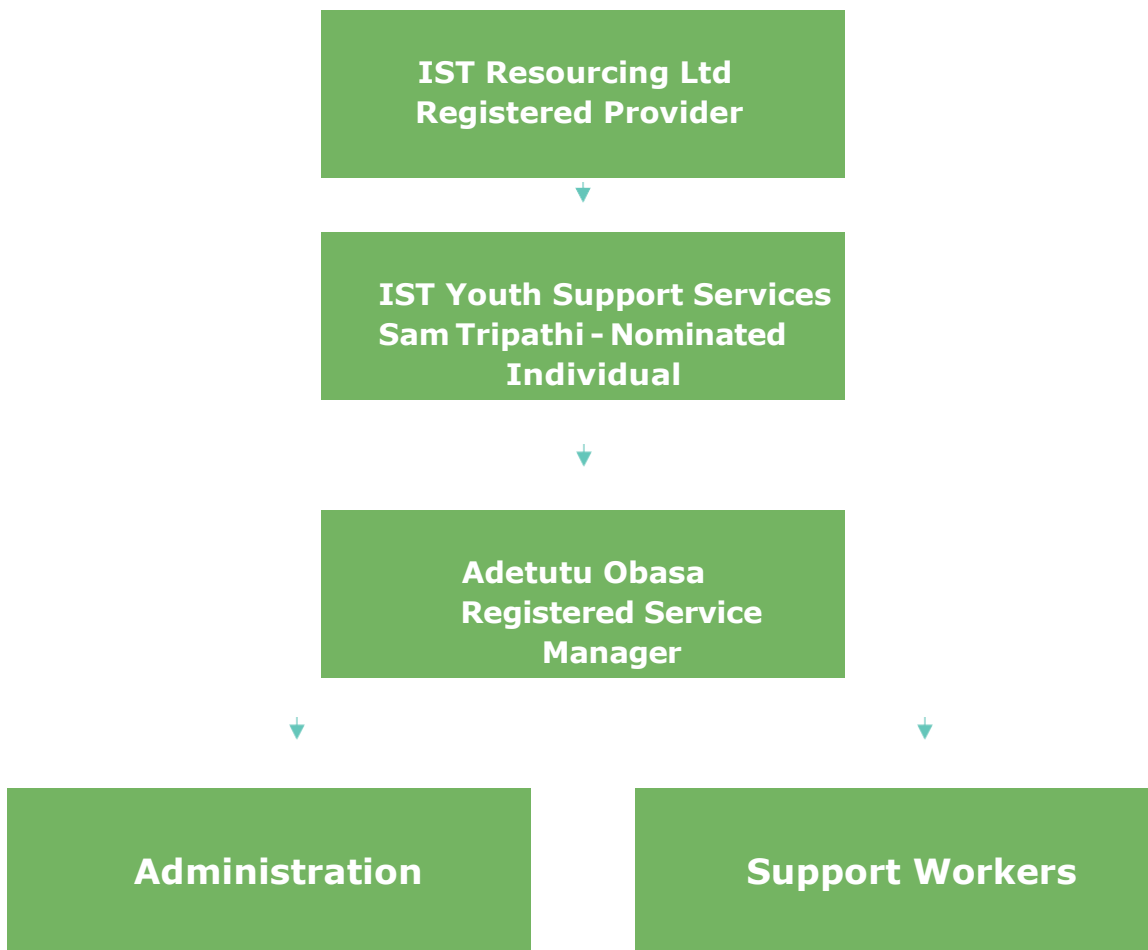 IST Resourcing Ltd
Registered Provider
IST Youth Support Services
Sam Tripathi - Nominated
Individual
Adetutu Obasa
Registered Service
Manager
Administration
Support Workers